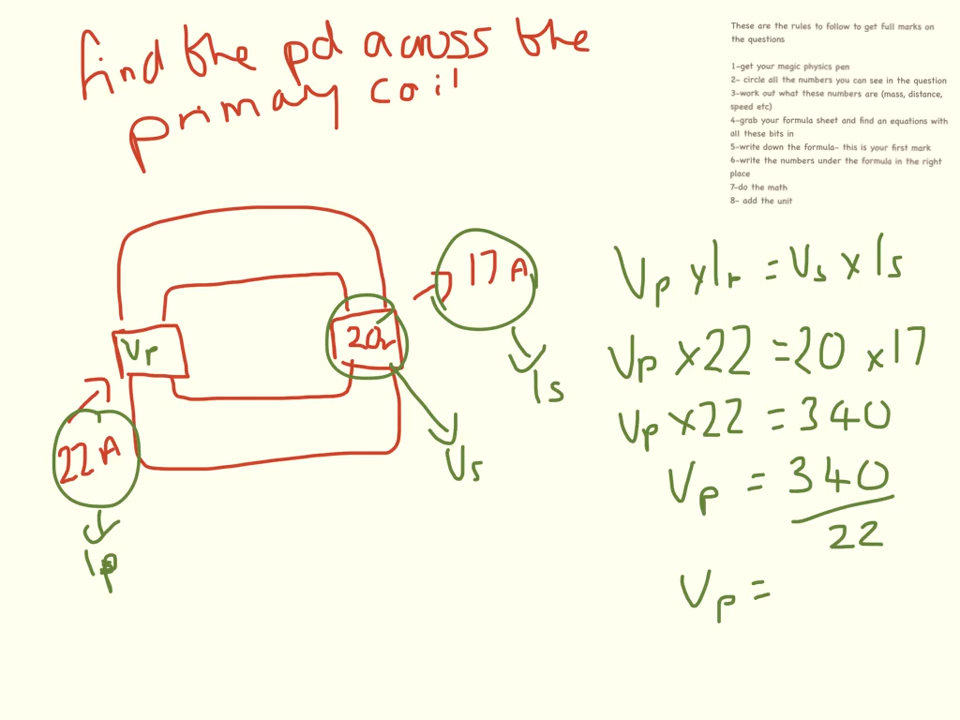 find the pd across the
primary coil
These are the rules to follow to get full marks on
the questions
1-get your magic physics pen
2- circle all the numbers you can see in the question
3-work out what these numbers are (mass, distance,
speed etc)
4-grab your formula sheet and find an equations with
all these bits in
5-write down the formula- this is your first mark
6-write the numbers under the formula in the right
place
7-do the math
8- add the unit
17 A
Is
Vp
20v
22 A
Ip
Vs
Vp x Ip = Vs x Is
Vp x 22 = 20 x 17
Vp x 22 = 340
Vp = 340
22
Vp =